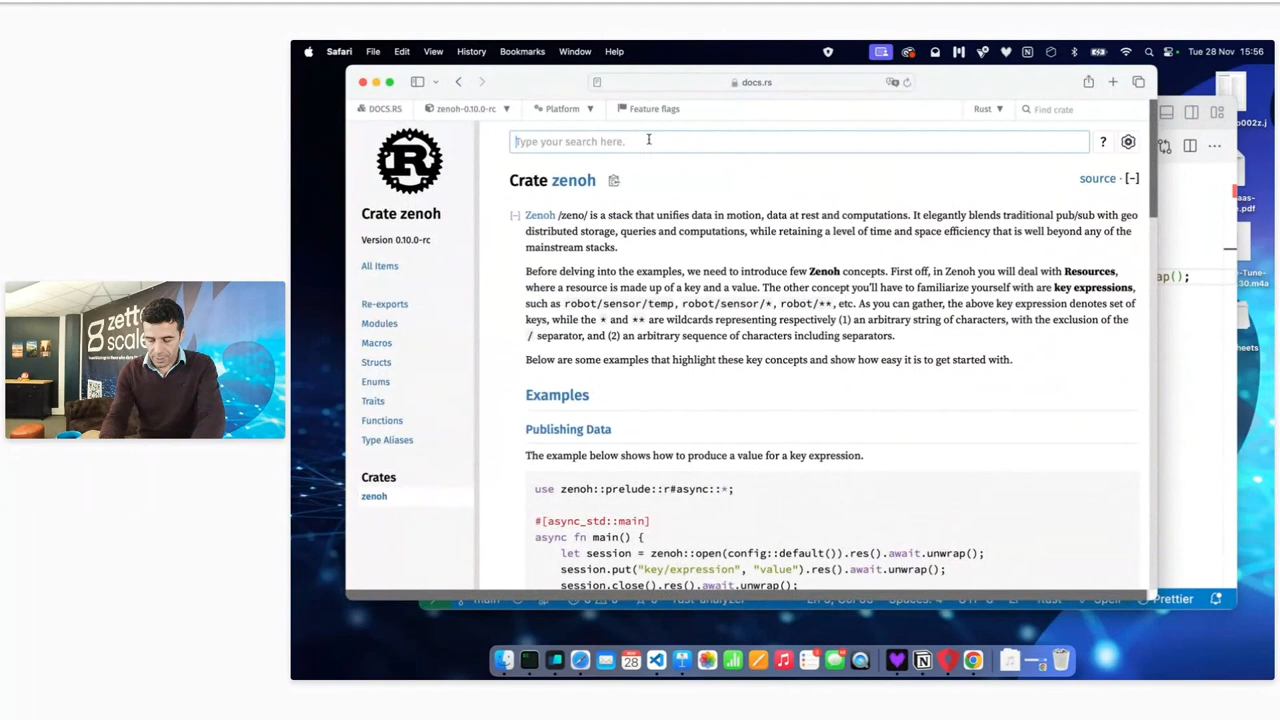 Safari File Edit View History Bookmarks Window Help
Tue 28 Nov 15:56
docs.rs
DOCS.RS zenoh-0.10.0-rc Platform Feature flags Rust Find crate
Type your search here. ?
Crate zenoh
source · [-]
Crate zenoh
Version 0.10.0-rc
All Items
Re-exports
Modules
Macros
Structs
Enums
Traits
Functions
Type Aliases
Crates
zenoh
[-] Zenoh /zeno/ is a stack that unifies data in motion, data at rest and computations. It elegantly blends traditional pub/sub with geo
distributed storage, queries and computations, while retaining a level of time and space efficiency that is well beyond any of the
mainstream stacks.
Before delving into the examples, we need to introduce few Zenoh concepts. First off, in Zenoh you will deal with Resources,
where a resource is made up of a key and a value. The other concept you'll have to familiarize yourself with are key expressions,
such as robot/sensor/temp, robot/sensor/*, robot/**, etc. As you can gather, the above key expression denotes set of
keys, while the * and ** are wildcards representing respectively (1) an arbitrary string of characters, with the exclusion of the
/ separator, and (2) an arbitrary sequence of characters including separators.
Below are some examples that highlight these key concepts and show how easy it is to get started with.
Examples
Publishing Data
The example below shows how to produce a value for a key expression.
use zenoh::prelude::r#async::*;
#[async_std::main]
async fn main() {
let session = zenoh::open(config::default()).res().await.unwrap();
session.put("key/expression", "value").res().await.unwrap();
session.close().res().await.unwrap();
ap();
Prettier
zett
scale
28